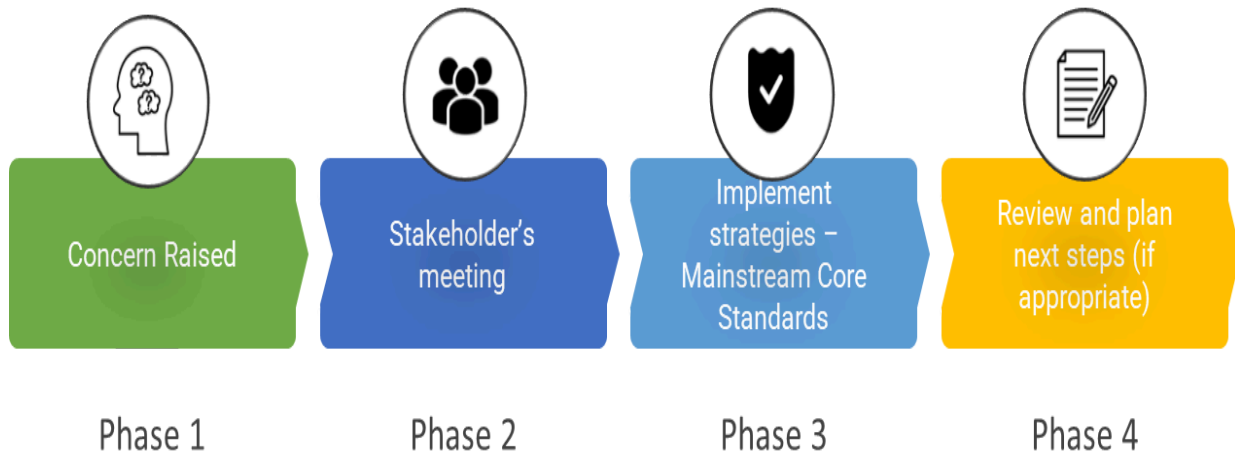 Concern Raised
Stakeholder’s
meeting
Implement
strategies –
Mainstream Core
Standards
Review and plan
next steps (if
appropriate)
Phase 1
Phase 2
Phase 3
Phase 4